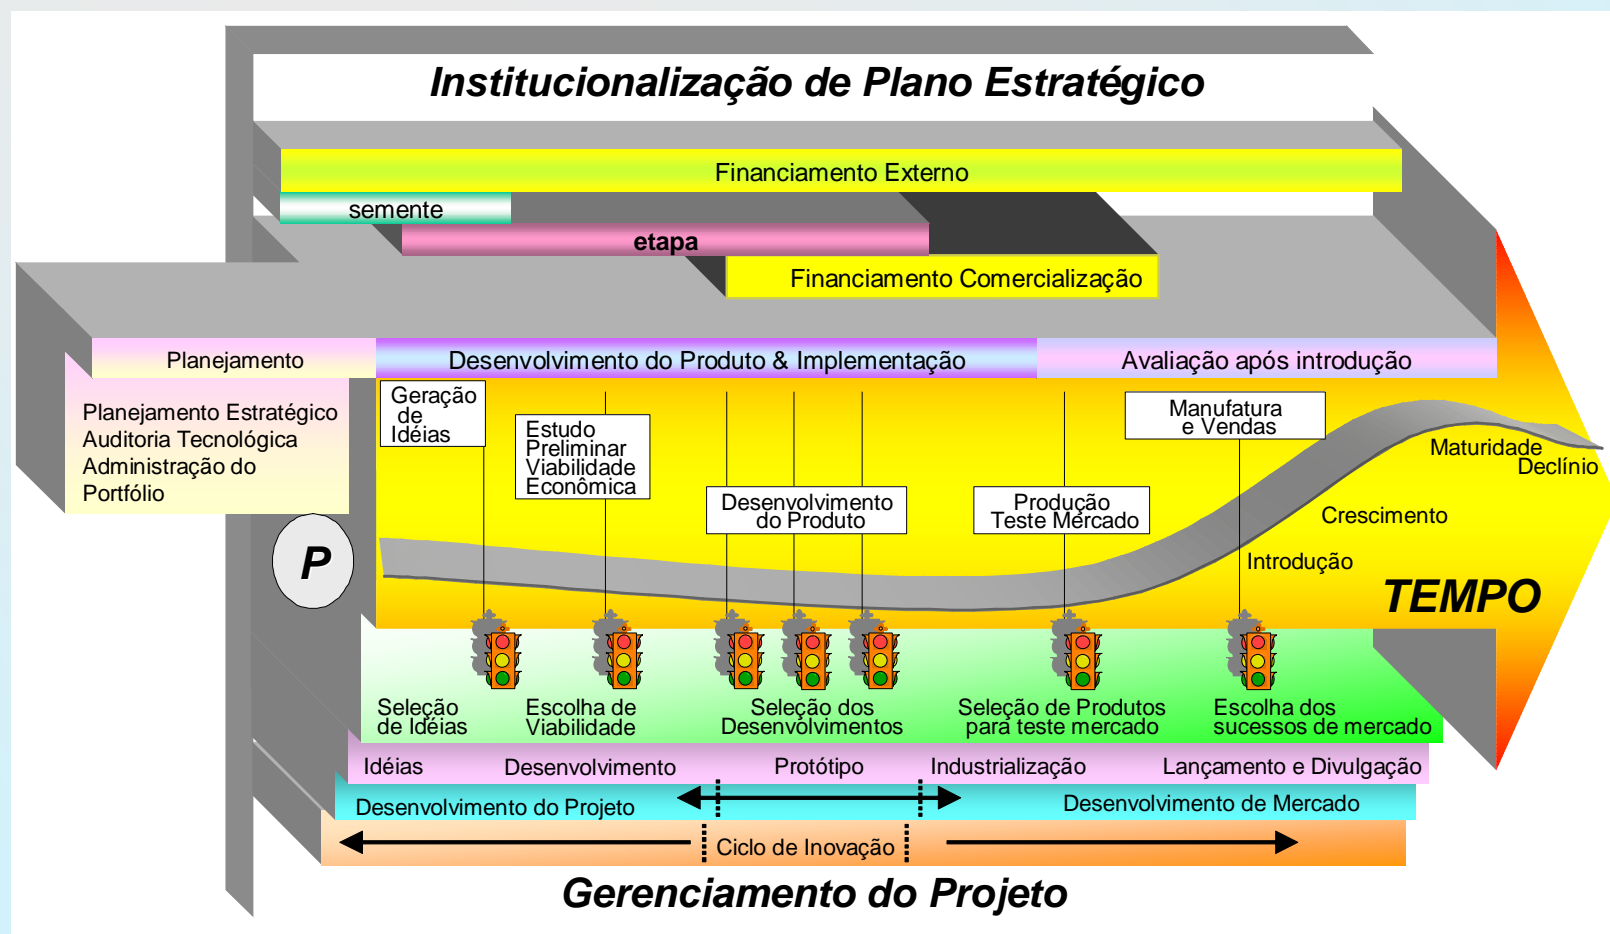 Institucionalização de Plano Estratégico
Financiamento Externo
semente
etapa
Financiamento Comercialização
Planejamento
Desenvolvimento do Produto & Implementação
Avaliação após introdução
Planejamento Estratégico
Auditoria Tecnológica
Administração do
Portfólio
Geração
de
Idéias
Estudo
Preliminar
Viabilidade
Econômica
Desenvolvimento
do Produto
Produção
Teste Mercado
Manufatura
e Vendas
Maturidade
Declínio
Crescimento
Introdução
P
TEMPO
Seleção
de Idéias
Escolha de
Viabilidade
Seleção dos
Desenvolvimentos
Seleção de Produtos
para teste mercado
Escolha dos
sucessos de mercado
Idéias
Desenvolvimento
Protótipo
Industrialização
Lançamento e Divulgação
Desenvolvimento do Projeto
Desenvolvimento de Mercado
Ciclo de Inovação
Gerenciamento do Projeto